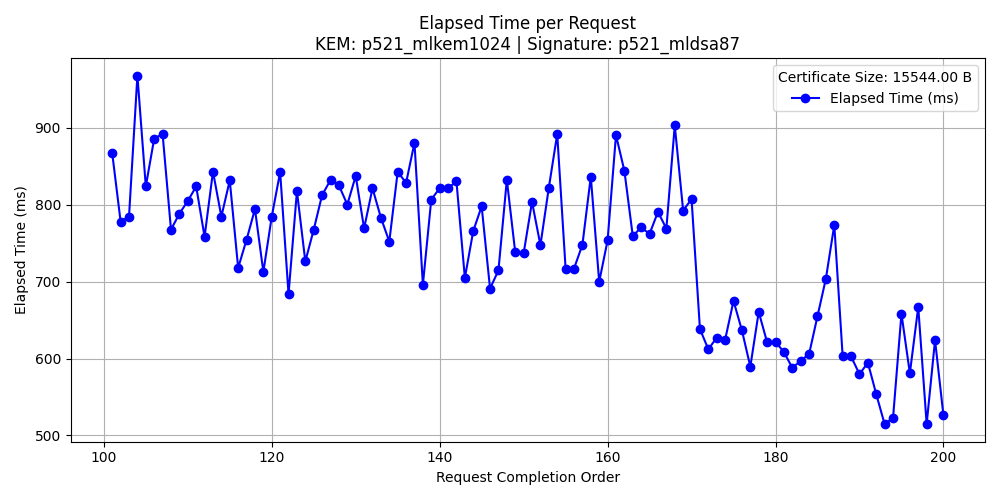 Elapsed Time per Request
KEM: p521_mlkem1024 | Signature: p521_mldsa87
Certificate Size: 15544.00 B
Elapsed Time (ms)
Elapsed Time (ms)
900
800
700
600
500
100 120 140 160 180 200
Request Completion Order